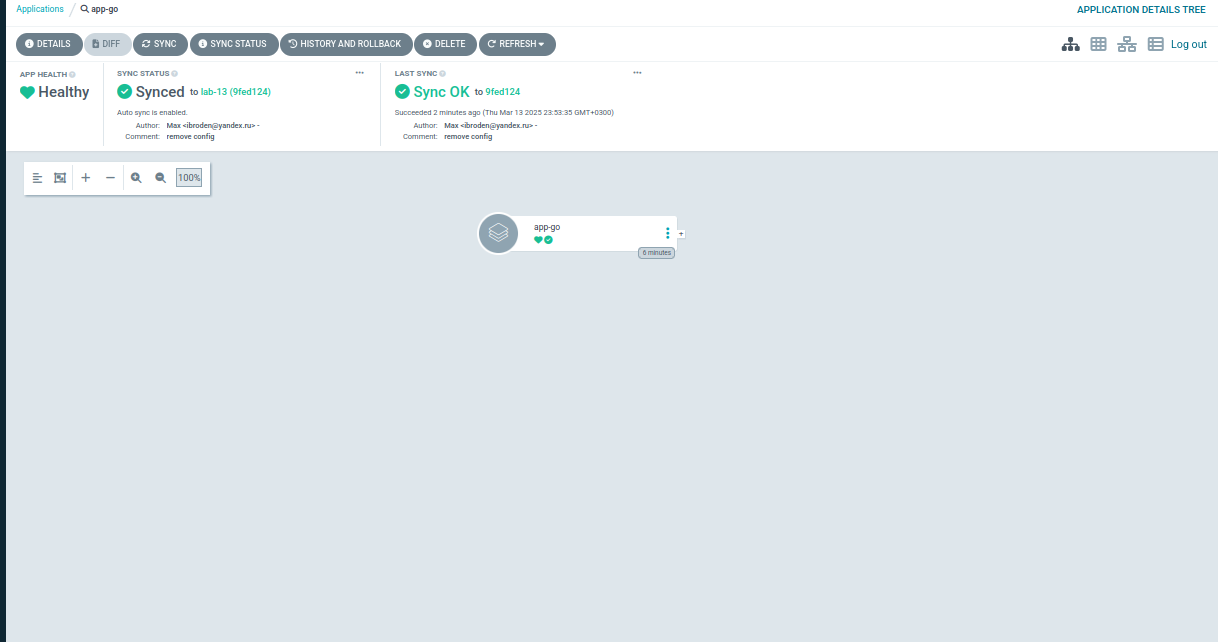 Applications / app-go
APPLICATION DETAILS TREE
DETAILS DIFF SYNC SYNC STATUS HISTORY AND ROLLBACK DELETE REFRESH
Log out
APP HEALTH
Healthy
SYNC STATUS
Synced to lab-13 (9fed124)
Auto sync is enabled.
Author: Max <ibroden@yandex.ru> -
Comment: remove config
LAST SYNC
Sync OK to 9fed124
Succeeded 2 minutes ago (Thu Mar 13 2025 23:53:35 GMT+0300)
Author: Max <ibroden@yandex.ru> -
Comment: remove config
100%
app-go
6 minutes